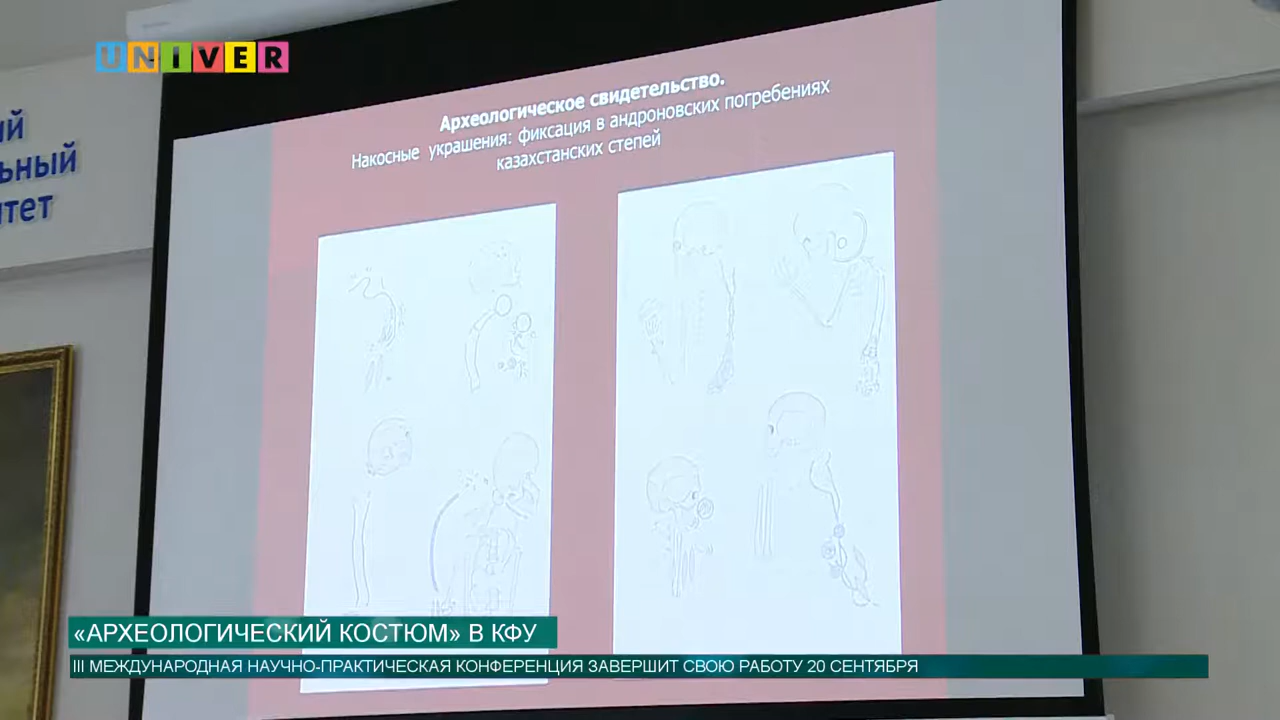 UNIVER
ый
ьный
тет
Археологическое свидетельство.
Накосные украшения: фиксация в андроновских погребениях
казахстанских степей
«АРХЕОЛОГИЧЕСКИЙ КОСТЮМ» В КФУ
III МЕЖДУНАРОДНАЯ НАУЧНО-ПРАКТИЧЕСКАЯ КОНФЕРЕНЦИЯ ЗАВЕРШИТ СВОЮ РАБОТУ 20 СЕНТЯБРЯ